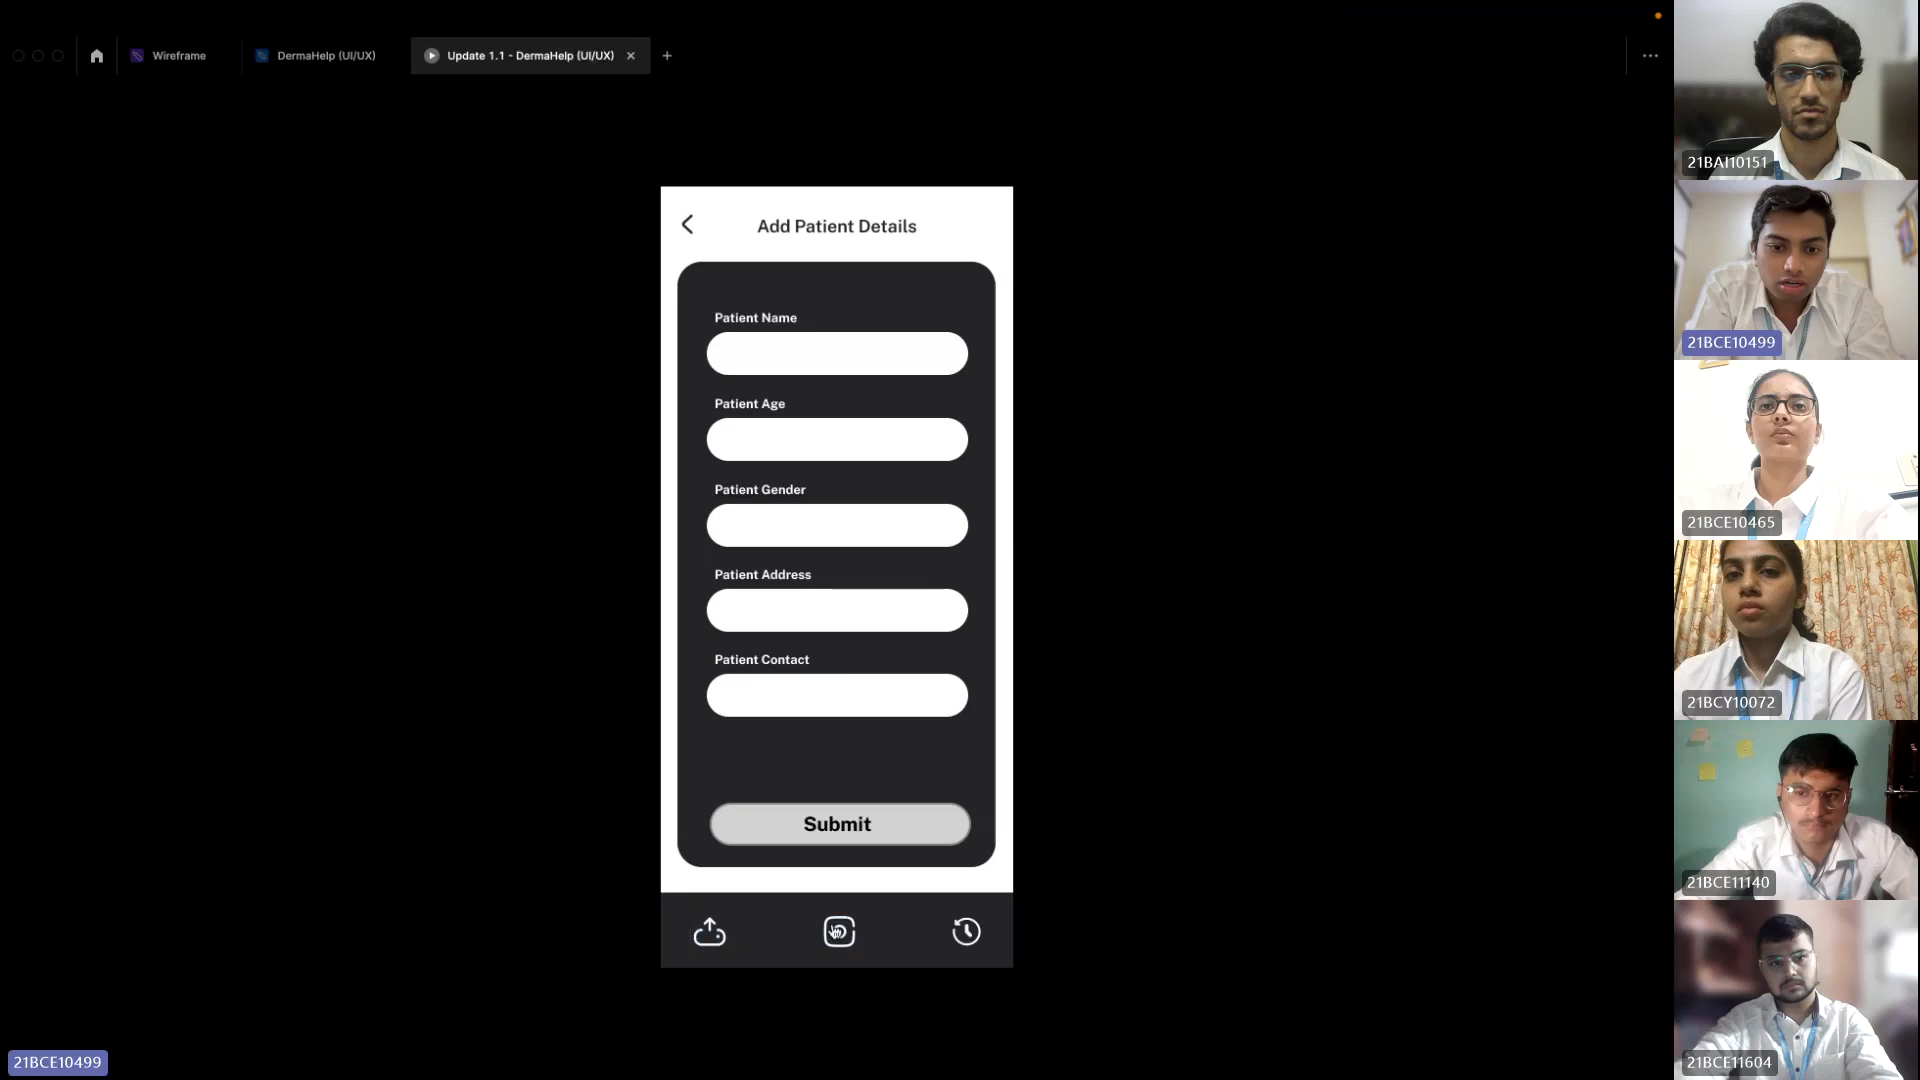 Wireframe
DermaHelp (UI/UX)
Update 1.1 - DermaHelp (UI/UX)
Add Patient Details
Patient Name
Patient Age
Patient Gender
Patient Address
Patient Contact
Submit
21BAI10151
21BCE10499
21BCE10465
21BCY10072
21BCE11140
21BCE11604
21BCE10499